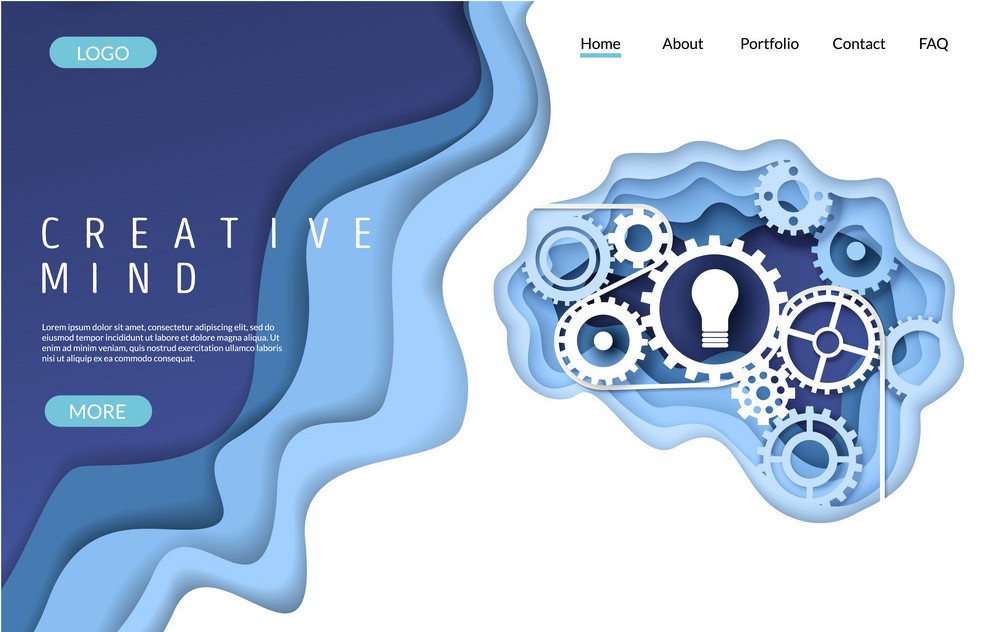 LOGO
Home About Portfolio Contact FAQ
CREATIVE
MIND
Lorem ipsum dolor sit amet, consectetur adipiscing elit, sed do
eiusmod tempor incididunt ut labore et dolore magna aliqua. Ut
enim ad minim veniam, quis nostrud exercitation ullamco laboris
nisi ut aliquip ex ea commodo consequat.
MORE